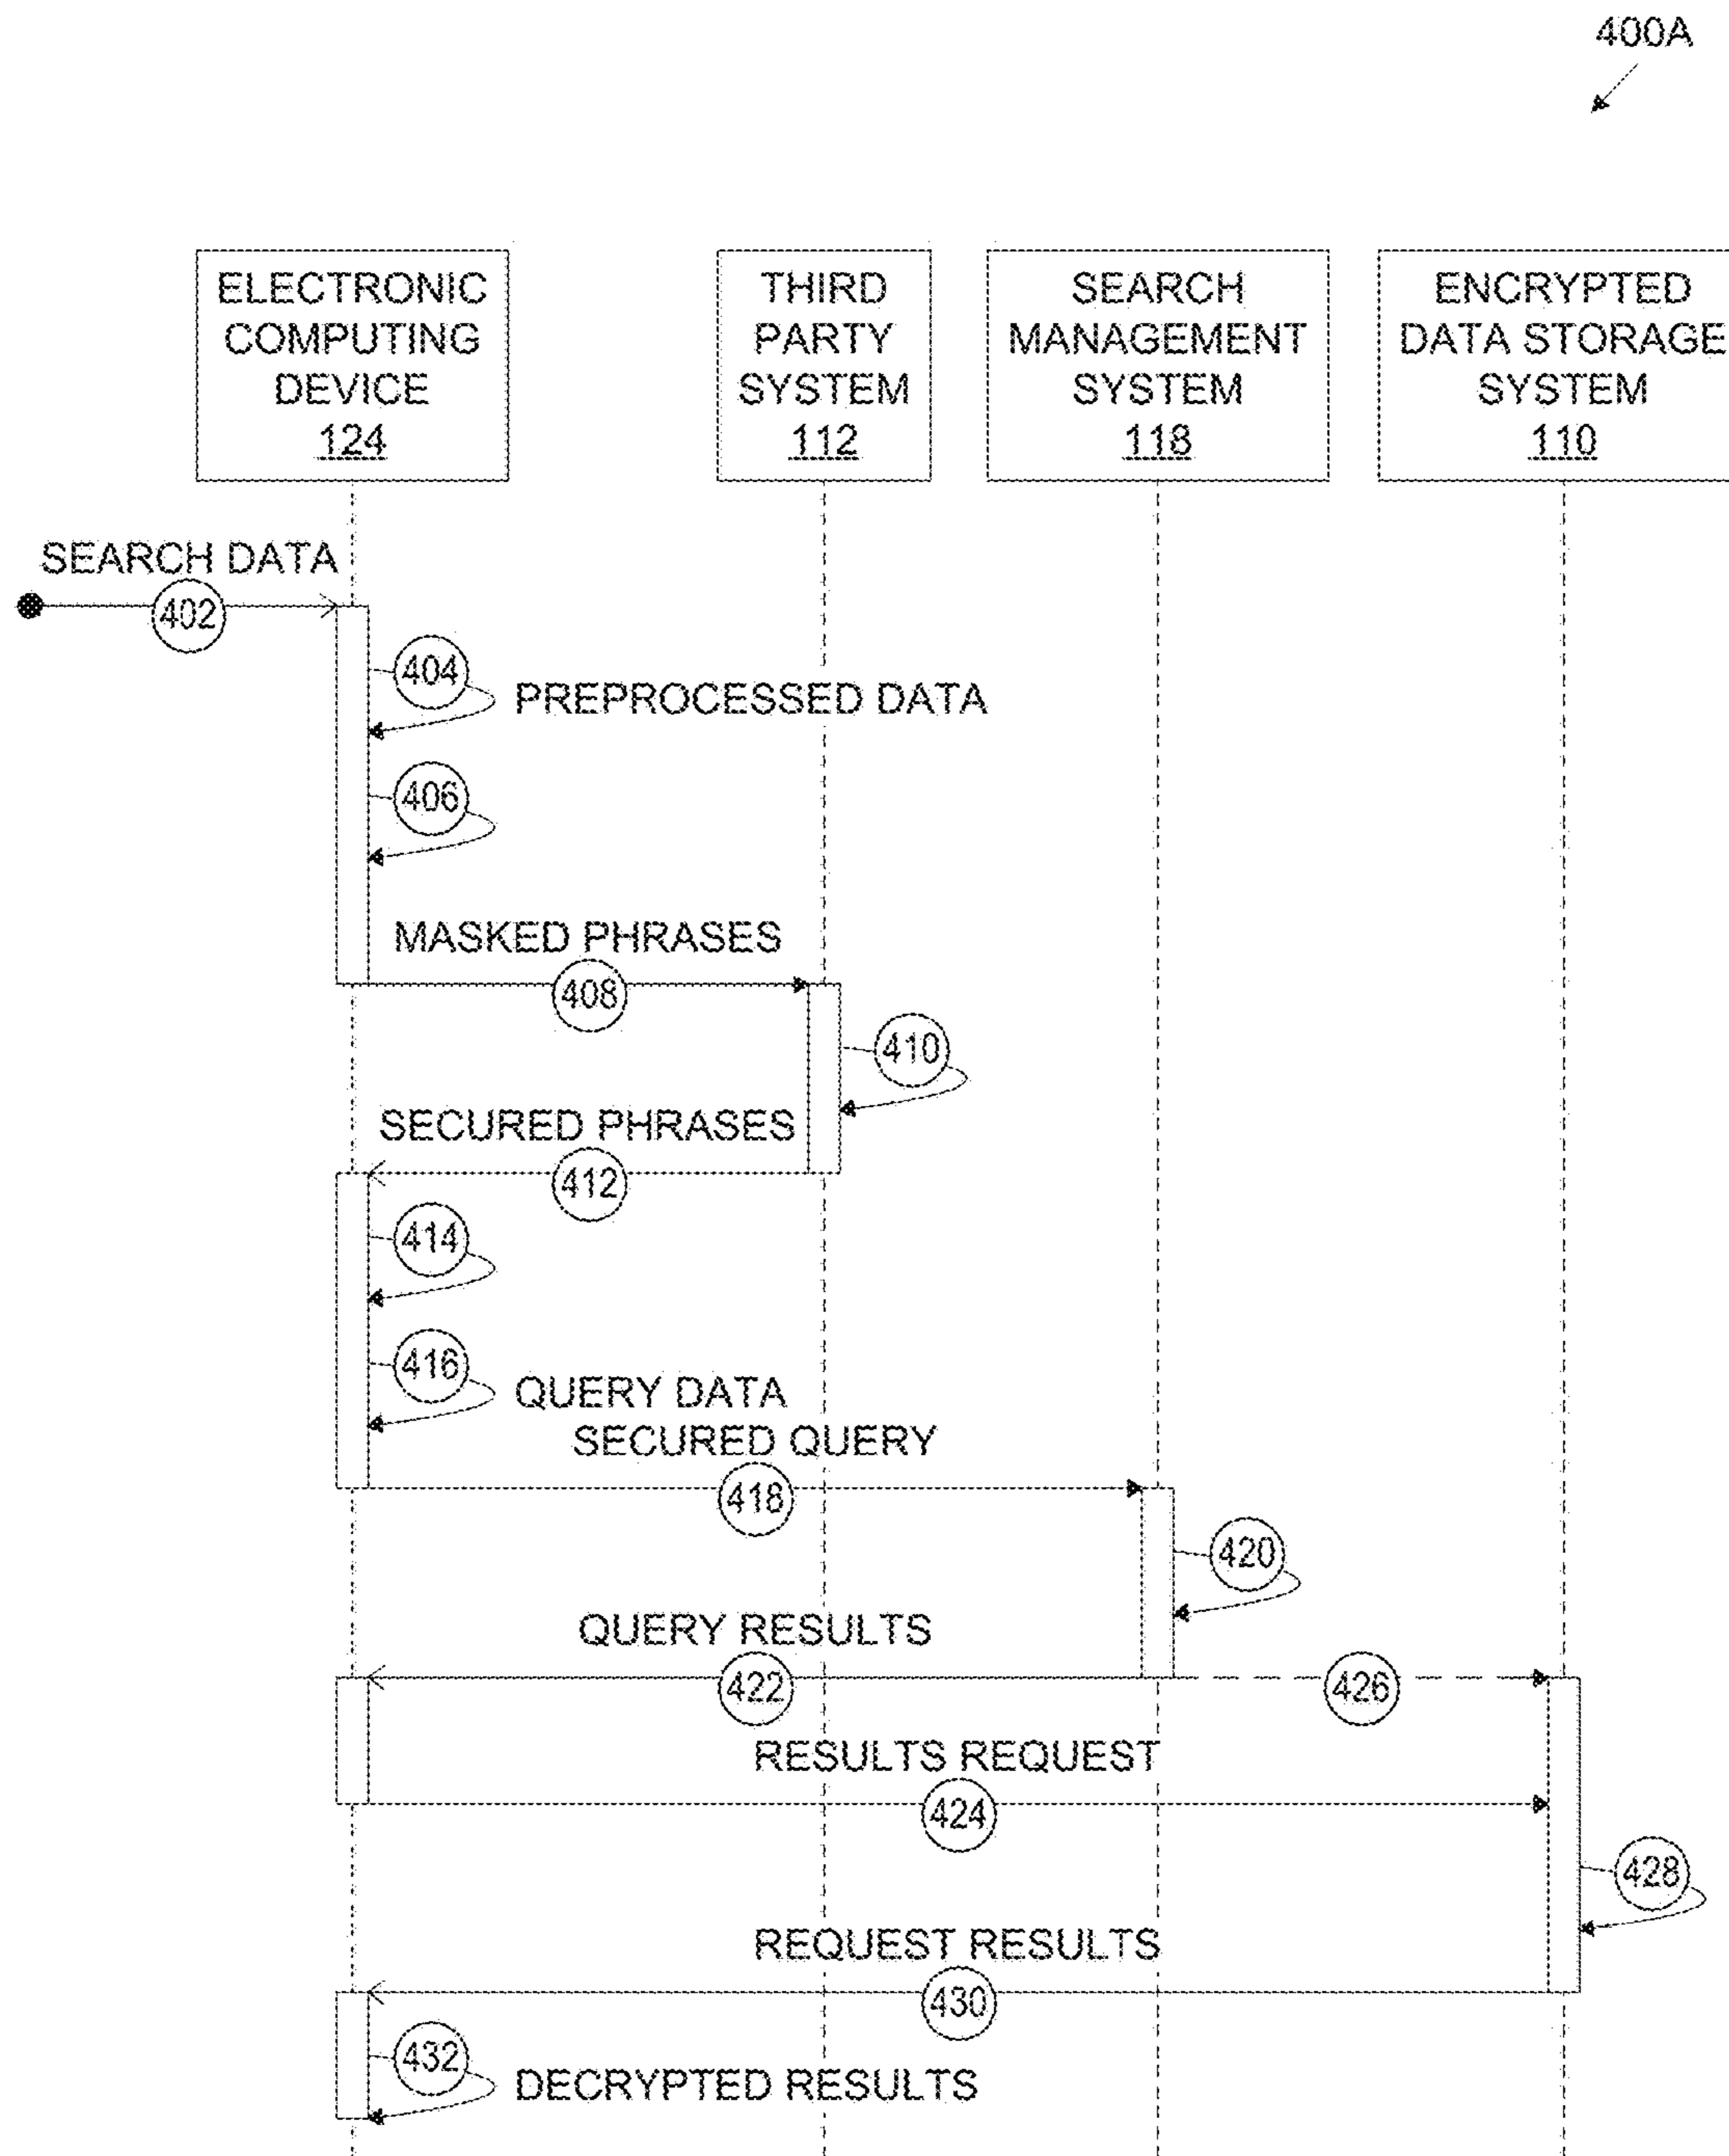 400A
ELECTRONIC
COMPUTING
DEVICE
124
THIRD
PARTY
SYSTEM
112
SEARCH
MANAGEMENT
SYSTEM
118
ENCRYPTED
DATA STORAGE
SYSTEM
110
SEARCH DATA
402
404
PREPROCESSED DATA
406
MASKED PHRASES
408
410
SECURED PHRASES
412
414
416
QUERY DATA
SECURED QUERY
418
420
QUERY RESULTS
422
426
RESULTS REQUEST
424
428
REQUEST RESULTS
430
432
DECRYPTED RESULTS